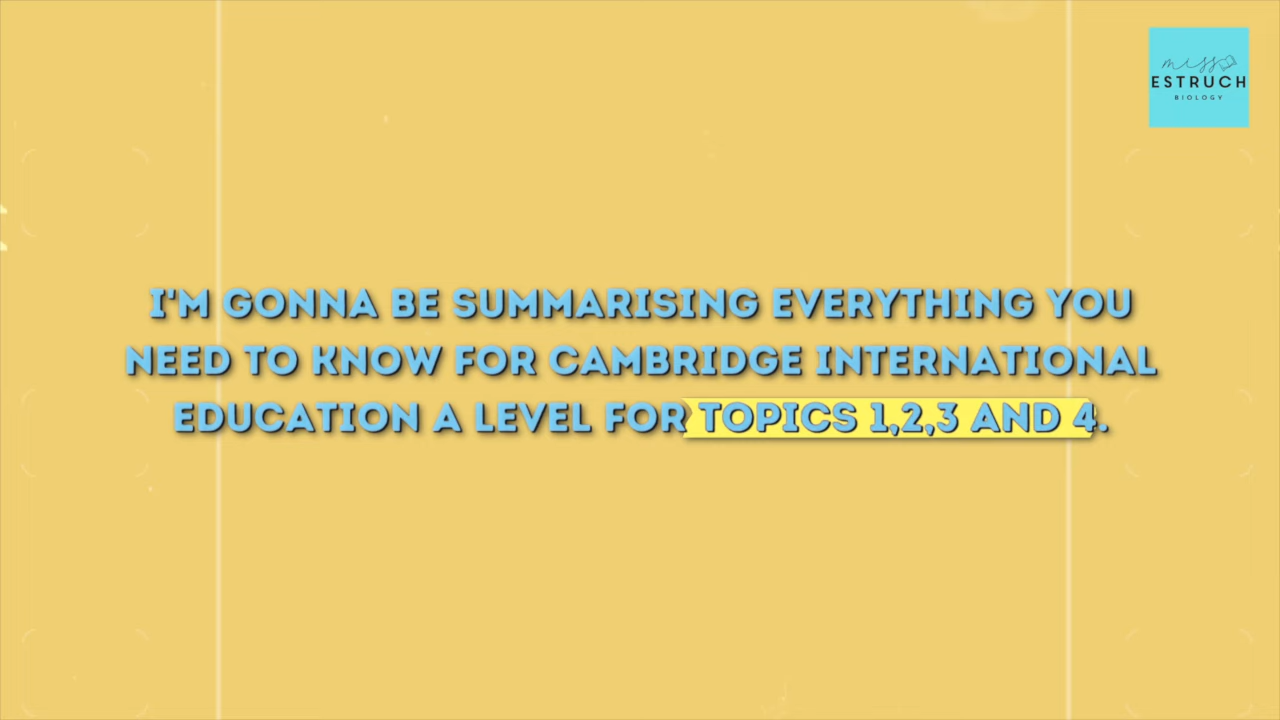 miss
ESTRUCH
BIOLOGY
I'M GONNA BE SUMMARISING EVERYTHING YOU
NEED TO KNOW FOR CAMBRIDGE INTERNATIONAL
EDUCATION A LEVEL FOR TOPICS 1,2,3 AND 4.